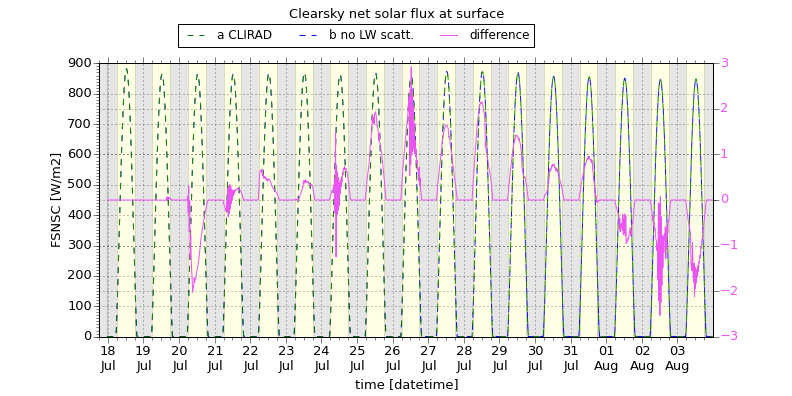 Clearsky net solar flux at surface
a CLIRAD b no LW scatt. difference
900 3
800
700 2
600 1
500
400 0
300 −1
200
100 −2
0 −3
FSNSC [W/m2]
18 19 20 21 22 23 24 25 26 27 28 29 30 31 01 02 03
Jul Jul Jul Jul Jul Jul Jul Jul Jul Jul Jul Jul Jul Jul Aug Aug Aug
time [datetime]